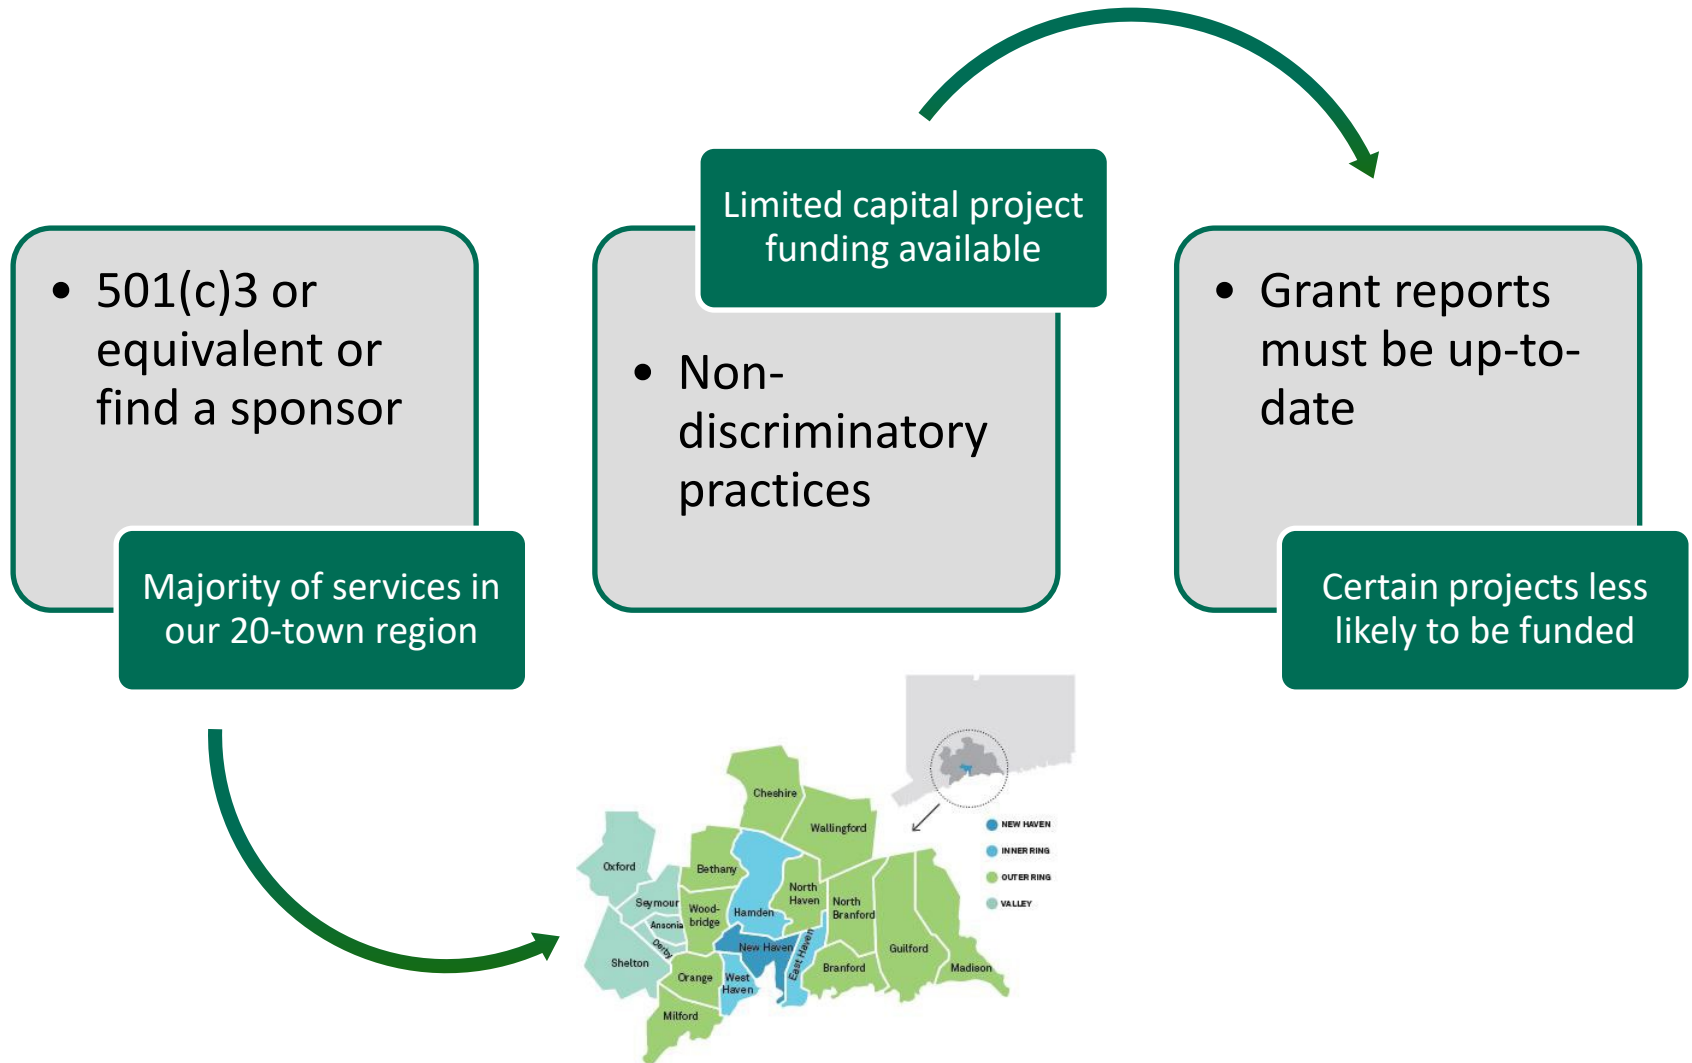 • 501(c)3 or
equivalent or
find a sponsor
Majority of services in
our 20-town region
Limited capital project
funding available
• Non-
discriminatory
practices
• Grant reports
must be up-to-
date
Certain projects less
likely to be funded
Cheshire
Wallingford
Oxford
Bethany
Seymour
Wood-
bridge
Ansonia
Derby
Hamden
North
Haven
North
Branford
Shelton
Orange
New Haven
West
Haven
East Haven
Branford
Guilford
Madison
Milford
NEW HAVEN
INNER RING
OUTER RING
VALLEY